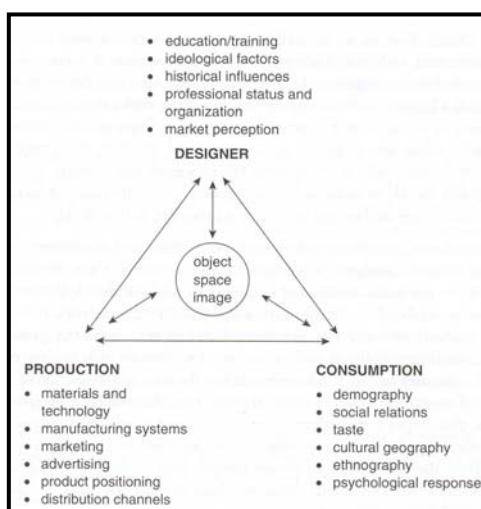 • education/training
• ideological factors
• historical influences
• professional status and
organization
• market perception
DESIGNER
object
space
image
PRODUCTION
• materials and
technology
• manufacturing systems
• marketing
• advertising
• product positioning
• distribution channels
CONSUMPTION
• demography
• social relations
• taste
• cultural geography
• ethnography
• psychological response